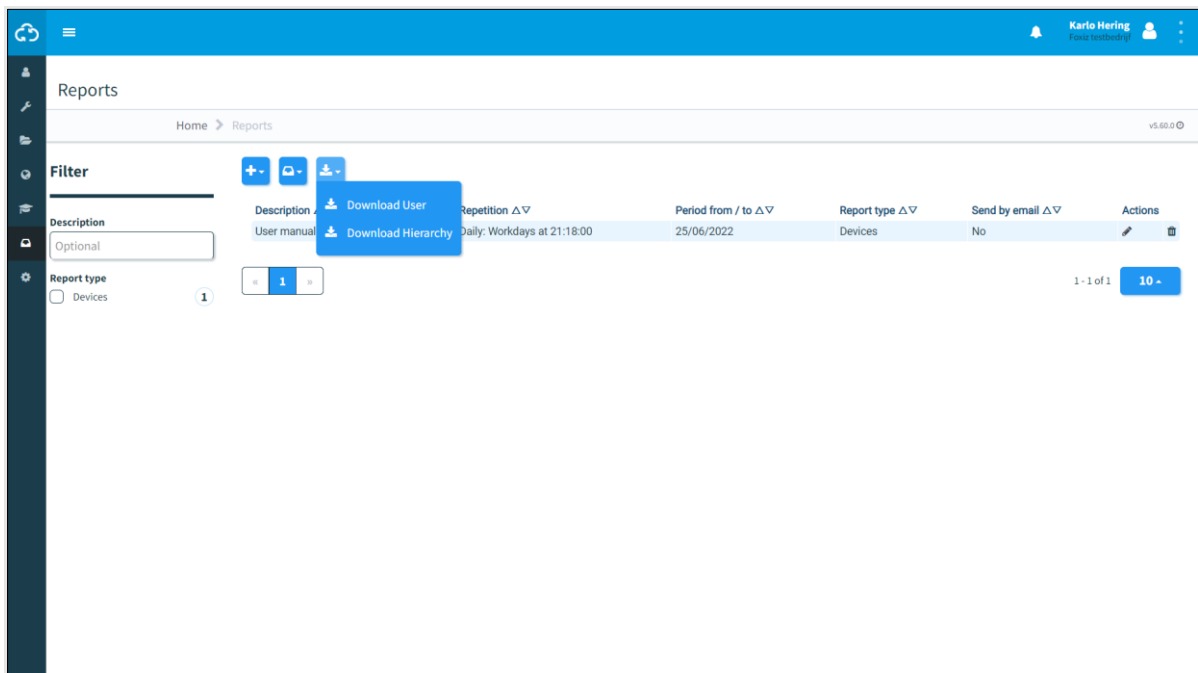 Karlo Hering
Foxiz testbedrijf
Reports
Home Reports
v5.60.0
Filter
Download User
Download Hierarchy
Description Repetition △▽ Period from / to △▽ Report type △▽ Send by email △▽ Actions
User manual Daily: Workdays at 21:18:00 25/06/2022 Devices No
Description
Optional
Report type
Devices 1
« 1 »
1 - 1 of 1
10